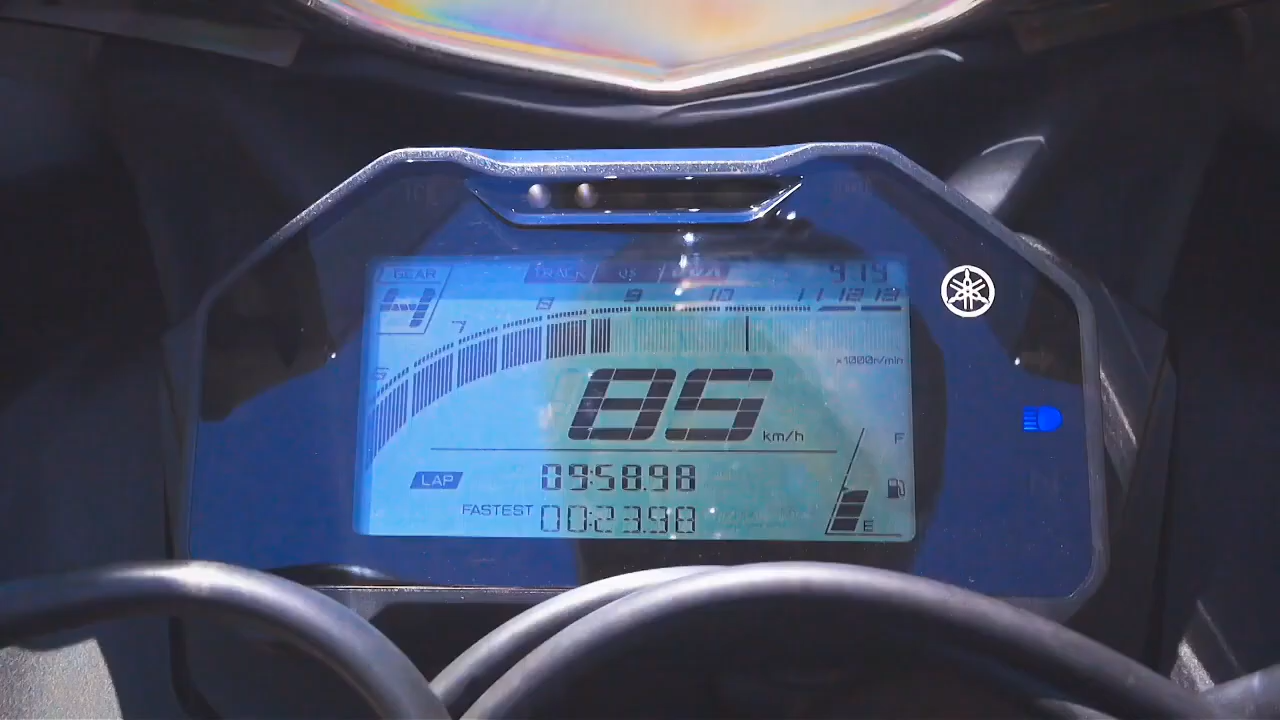 GEAR TRACK QS 9:19
4
6 7 8 9 10 11 12 13
x1000r/min
85 km/h
F
LAP 09:58.98
FASTEST 00:23.98
E